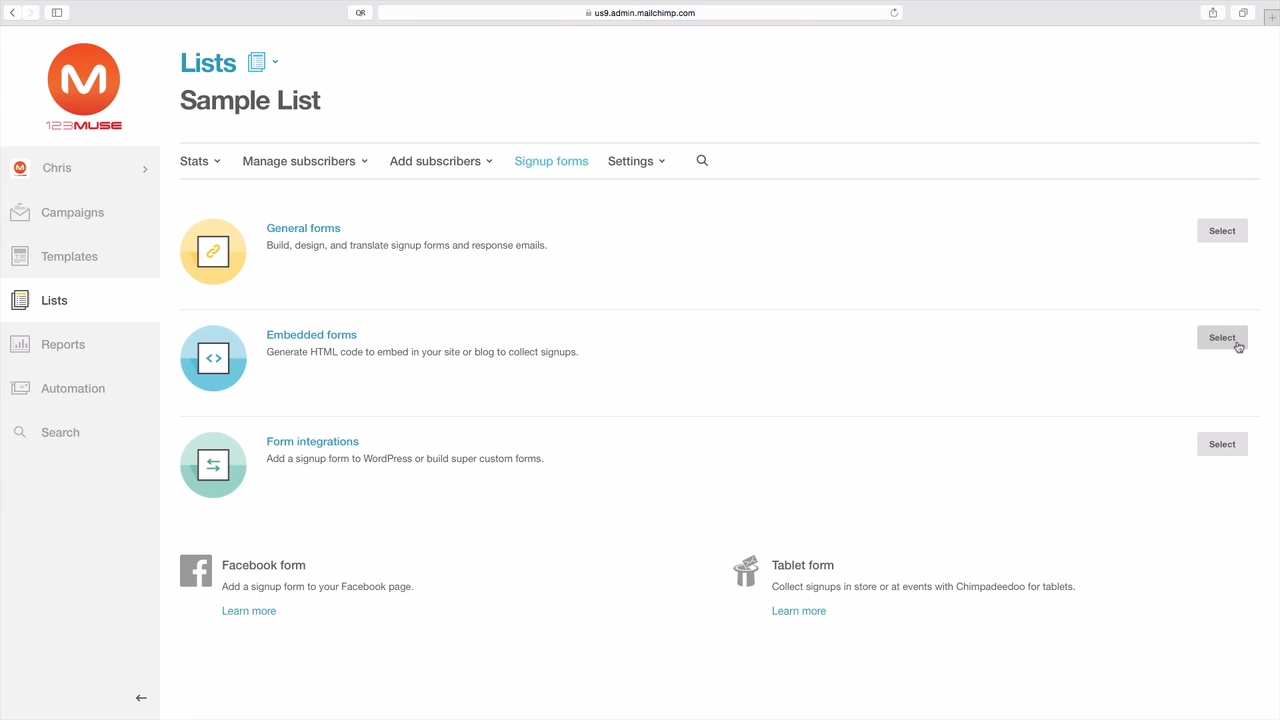 QR
us9.admin.mailchimp.com
M
123MUSE
Lists
Sample List
Stats Manage subscribers Add subscribers Signup forms Settings
Chris
Campaigns
Templates
Lists
Reports
Automation
Search
General forms
Build, design, and translate signup forms and response emails.
Select
Embedded forms
Generate HTML code to embed in your site or blog to collect signups.
Select
Form integrations
Add a signup form to WordPress or build super custom forms.
Select
Facebook form
Add a signup form to your Facebook page.
Learn more
Tablet form
Collect signups in store or at events with Chimpadeedoo for tablets.
Learn more